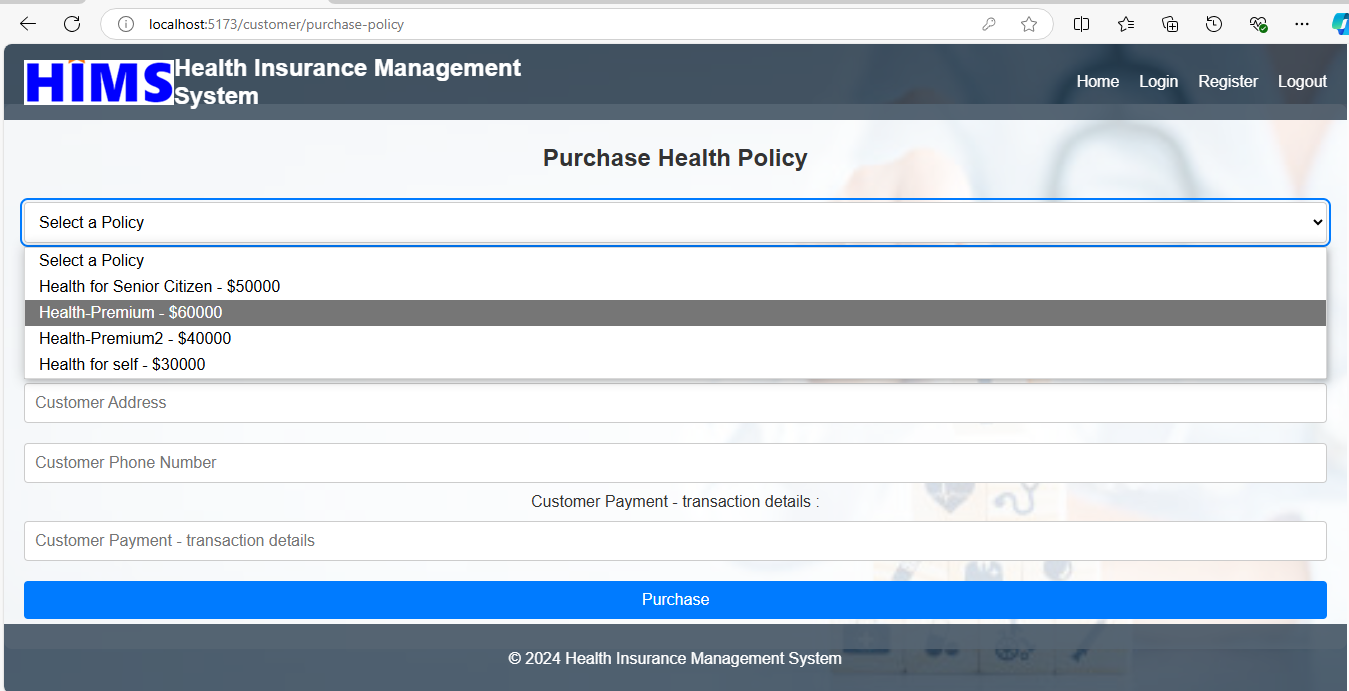 localhost:5173/customer/purchase-policy
HIMS
Health Insurance Management
System
Home Login Register Logout
Purchase Health Policy
Select a Policy
Select a Policy
Health for Senior Citizen - $50000
Health-Premium - $60000
Health-Premium2 - $40000
Health for self - $30000
Customer Address
Customer Phone Number
Customer Payment - transaction details :
Customer Payment - transaction details
Purchase
© 2024 Health Insurance Management System